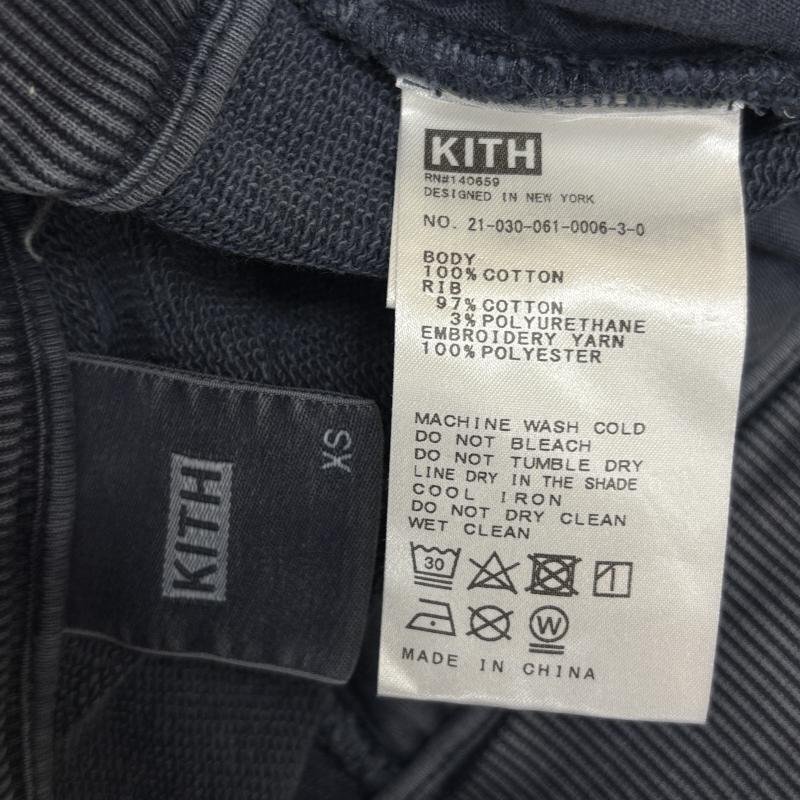 KITH
RN#140659
DESIGNED IN NEW YORK
NO. 21-030-061-0006-3-0
BODY
100% COTTON
RIB
97% COTTON
3% POLYURETHANE
EMBROIDERY YARN
100% POLYESTER
MACHINE WASH COLD
DO NOT BLEACH
DO NOT TUMBLE DRY
LINE DRY IN THE SHADE
COOL IRON
DO NOT DRY CLEAN
WET CLEAN
30
W
MADE IN CHINA
KITH
XS